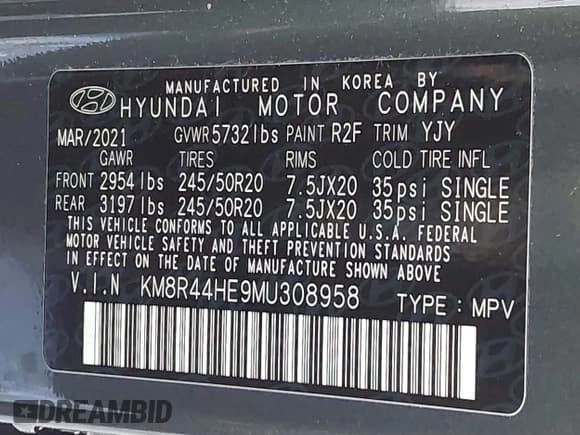 MANUFACTURED IN KOREA BY
HYUNDAI MOTOR COMPANY
MAR/2021 GVWR 5732lbs PAINT R2F TRIM YJY
GAWR TIRES RIMS COLD TIRE INFL
FRONT 2954lbs 245/50R20 7.5JX20 35psi SINGLE
REAR 3197lbs 245/50R20 7.5JX20 35psi SINGLE
THIS VEHICLE CONFORMS TO ALL APPLICABLE U.S.A. FEDERAL
MOTOR VEHICLE SAFETY AND THEFT PREVENTION STANDARDS
IN EFFECT ON THE DATE OF MANUFACTURE SHOWN ABOVE.
V.I.N KM8R44HE9MU308958 TYPE : MPV
DREAMBID